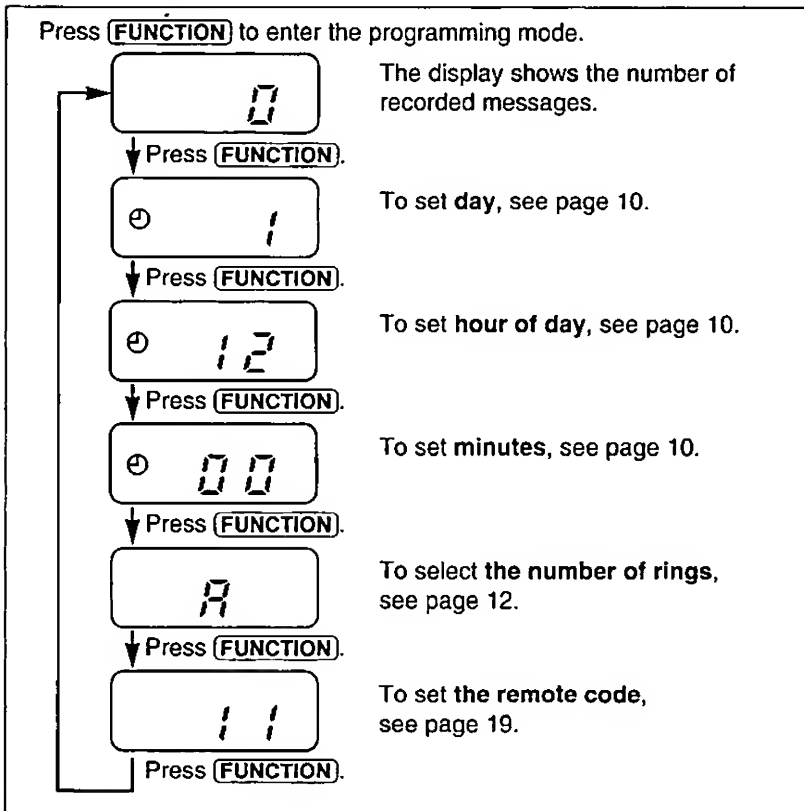 Press FUNCTION to enter the programming mode.
0
The display shows the number of
recorded messages.
Press FUNCTION.
1
To set day, see page 10.
Press FUNCTION.
12
To set hour of day, see page 10.
Press FUNCTION.
00
To set minutes, see page 10.
Press FUNCTION.
A
To select the number of rings,
see page 12.
Press FUNCTION.
11
To set the remote code,
see page 19.
Press FUNCTION.